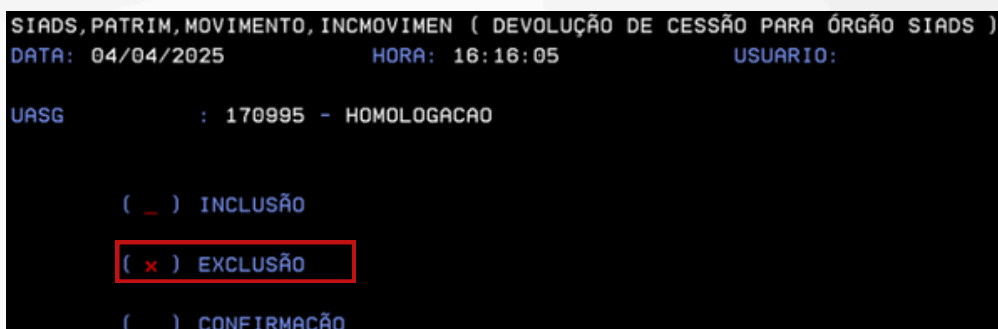 SIADS,PATRIM,MOVIMENTO,INCMOVIMEN ( DEVOLUÇÃO DE CESSÃO PARA ÓRGÃO SIADS )
DATA: 04/04/2025 HORA: 16:16:05 USUARIO:
UASG : 170995 - HOMOLOGACAO
( _ ) INCLUSÃO
( x ) EXCLUSÃO
( ) CONFIRMAÇÃO